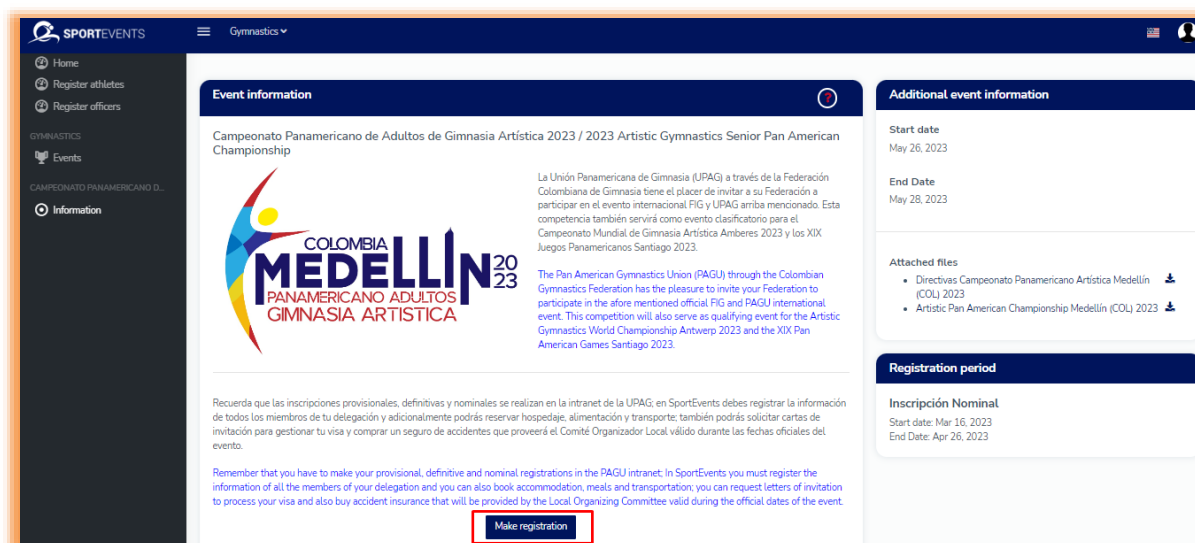 SPORTEVENTS
Gymnastics
Home
Register athletes
Register officers
GYMNASTICS
Events
CAMPEONATO PANAMERICANO D...
Information
Event information
?
Campeonato Panamericano de Adultos de Gimnasia Artística 2023 / 2023 Artistic Gymnastics Senior Pan American
Championship
COLOMBIA
MEDELLIN 2023
PANAMERICANO ADULTOS
GIMNASIA ARTISTICA
La Unión Panamericana de Gimnasia (UPAG) a través de la Federación
Colombiana de Gimnasia tiene el placer de invitar a su Federación a
participar en el evento internacional FIG y UPAG arriba mencionado. Esta
competencia también servirá como evento clasificatorio para el
Campeonato Mundial de Gimnasia Artística Amberes 2023 y los XIX
Juegos Panamericanos Santiago 2023.
The Pan American Gymnastics Union (PAGU) through the Colombian
Gymnastics Federation has the pleasure to invite your Federation to
participate in the afore mentioned official FIG and PAGU international
event. This competition will also serve as qualifying event for the Artistic
Gymnastics World Championship Antwerp 2023 and the XIX Pan
American Games Santiago 2023.
Recuerda que las inscripciones provisionales, definitivas y nominales se realizan en la intranet de la UPAG; en SportEvents debes registrar la información
de todos los miembros de tu delegación y adicionalmente podrás reservar hospedaje, alimentación y transporte; también podrás solicitar cartas de
invitación para gestionar tu visa y comprar un seguro de accidentes que proveerá el Comité Organizador Local válido durante las fechas oficiales del
evento.
Remember that you have to make your provisional, definitive and nominal registrations in the PAGU intranet; In SportEvents you must register the
information of all the members of your delegation and you can also book accommodation, meals and transportation; you can request letters of invitation
to process your visa and also buy accident insurance that will be provided by the Local Organizing Committee valid during the official dates of the event.
Make registration
Additional event information
Start date
May 26, 2023
End Date
May 28, 2023
Attached files
Directivas Campeonato Panamericano Artística Medellín
(COL) 2023
Artistic Pan American Championship Medellín (COL) 2023
Registration period
Inscripción Nominal
Start date: Mar 16, 2023
End Date: Apr 26, 2023